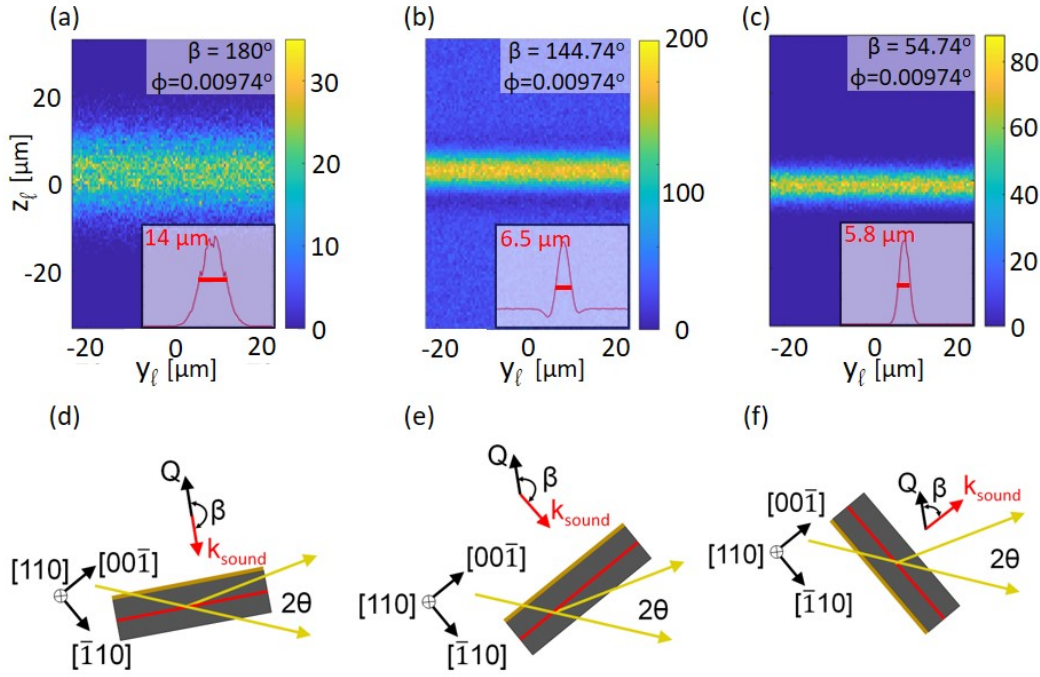 (a)
β = 180°
ϕ=0.00974°
30
20
10
0
20
0
-20
z_ℓ [µm]
14 µm
-20 0 20
y_ℓ [µm]
(b)
β = 144.74°
ϕ=0.00974°
200
100
0
6.5 µm
-20 0 20
y_ℓ [µm]
(c)
β = 54.74°
ϕ=0.00974°
80
60
40
20
0
5.8 µm
-20 0 20
y_ℓ [µm]
(d)
Q
β
k_sound
[110]
[001̅]
[1̅10]
2θ
(e)
Q
β
k_sound
[001̅]
[110]
[1̅10]
2θ
(f)
Q
β
k_sound
[001̅]
[110]
[1̅10]
2θ